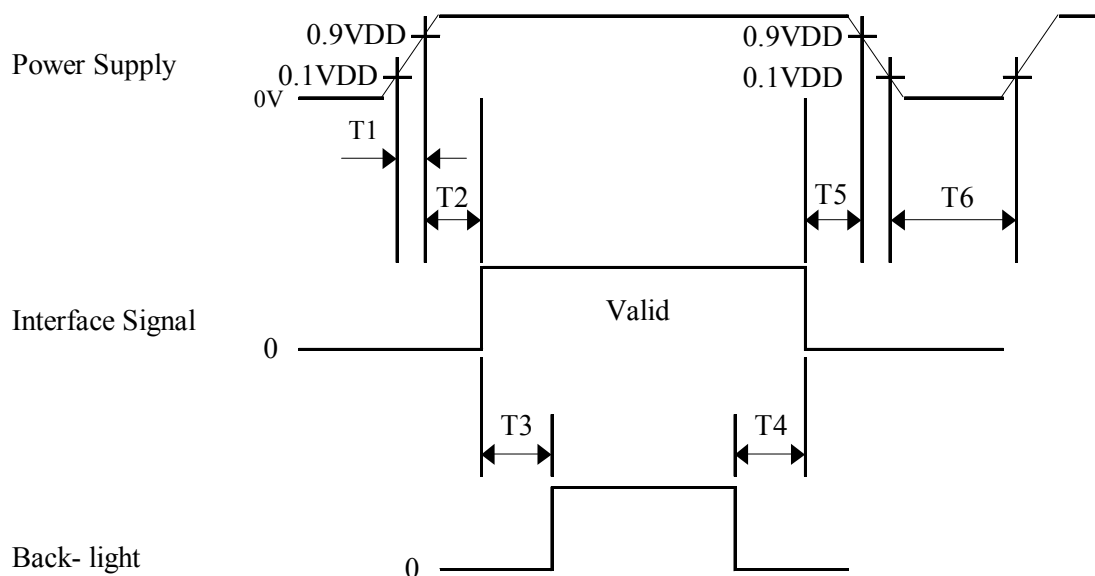 0.9VDD
0.9VDD
Power Supply
0.1VDD
0.1VDD
0V
T1
T2
T5
T6
Interface Signal
Valid
0
T3
T4
Back- light
0